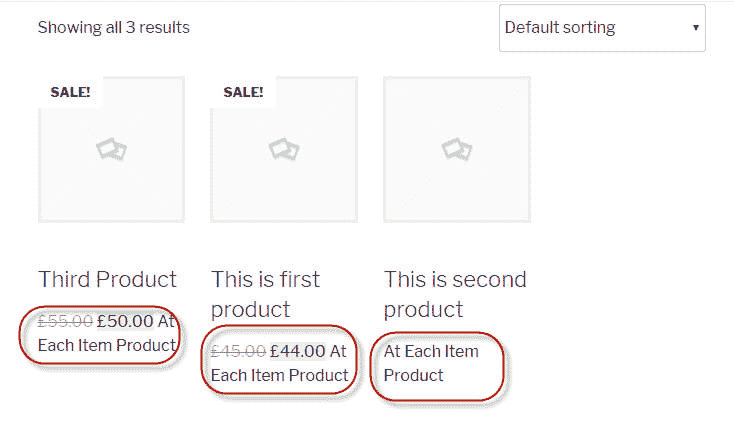 Showing all 3 results
Default sorting
SALE!
SALE!
Third Product
£55.00 £50.00 At
Each Item Product
This is first
product
£45.00 £44.00 At
Each Item Product
This is second
product
At Each Item
Product